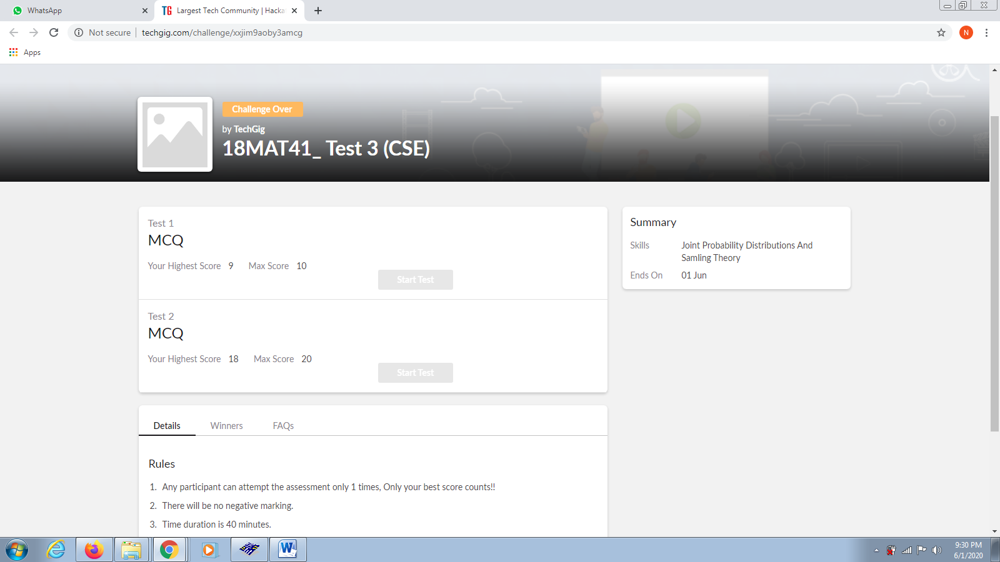 WhatsApp
TG Largest Tech Community | Hacka
Not secure techgig.com/challenge/xxjim9aoby3amcg
N
Apps
Challenge Over
by TechGig
18MAT41_ Test 3 (CSE)
Test 1
MCQ
Your Highest Score 9 Max Score 10
Start Test
Test 2
MCQ
Your Highest Score 18 Max Score 20
Start Test
Summary
Skills Joint Probability Distributions And
Samling Theory
Ends On 01 Jun
Details Winners FAQs
Rules
1. Any participant can attempt the assessment only 1 times, Only your best score counts!!
2. There will be no negative marking.
3. Time duration is 40 minutes.
W
9:30 PM
6/1/2020